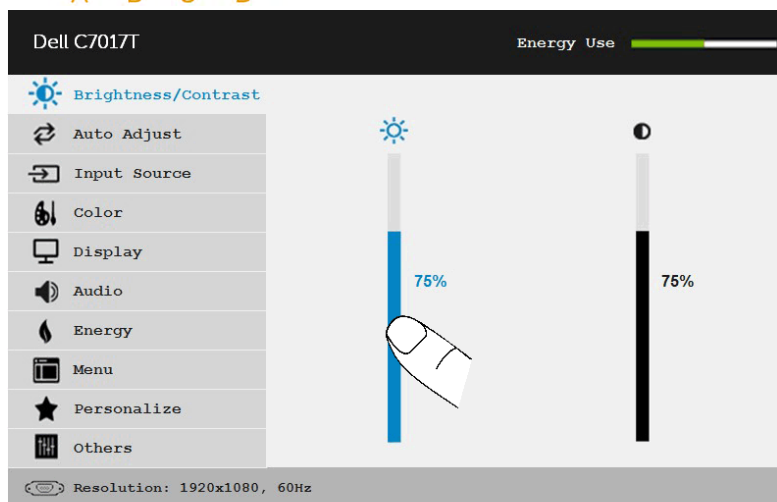 Dell C7017T
Energy Use
Brightness/Contrast
Auto Adjust
Input Source
Color
Display
75%
75%
Audio
Energy
Menu
Personalize
Others
Resolution: 1920x1080, 60Hz